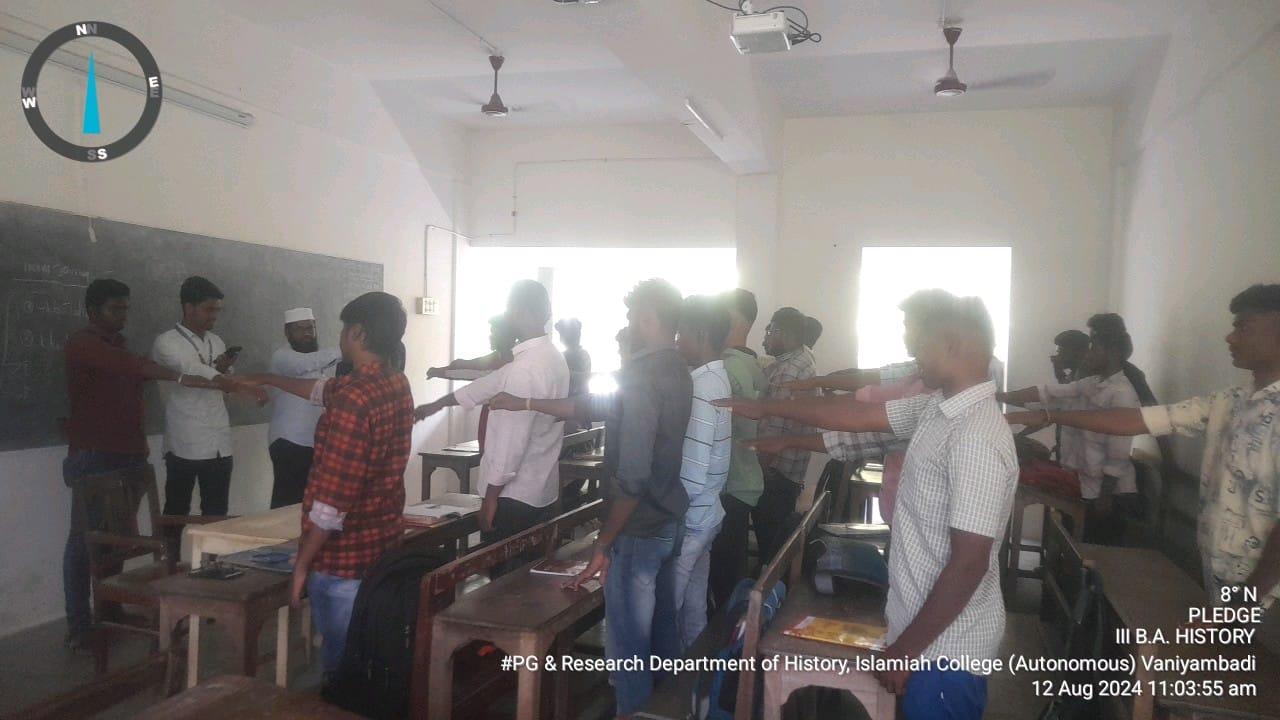 N
E
W
S
8° N
PLEDGE
III B.A. HISTORY
#PG & Research Department of History, Islamiah College (Autonomous) Vaniyambadi
12 Aug 2024 11:03:55 am